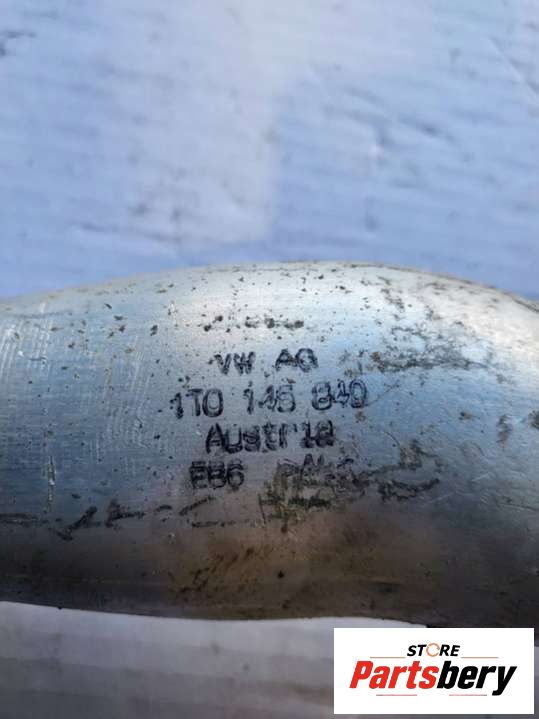 VW AG
1T0 145 840
Austria
EB6
STORE
Partsbery